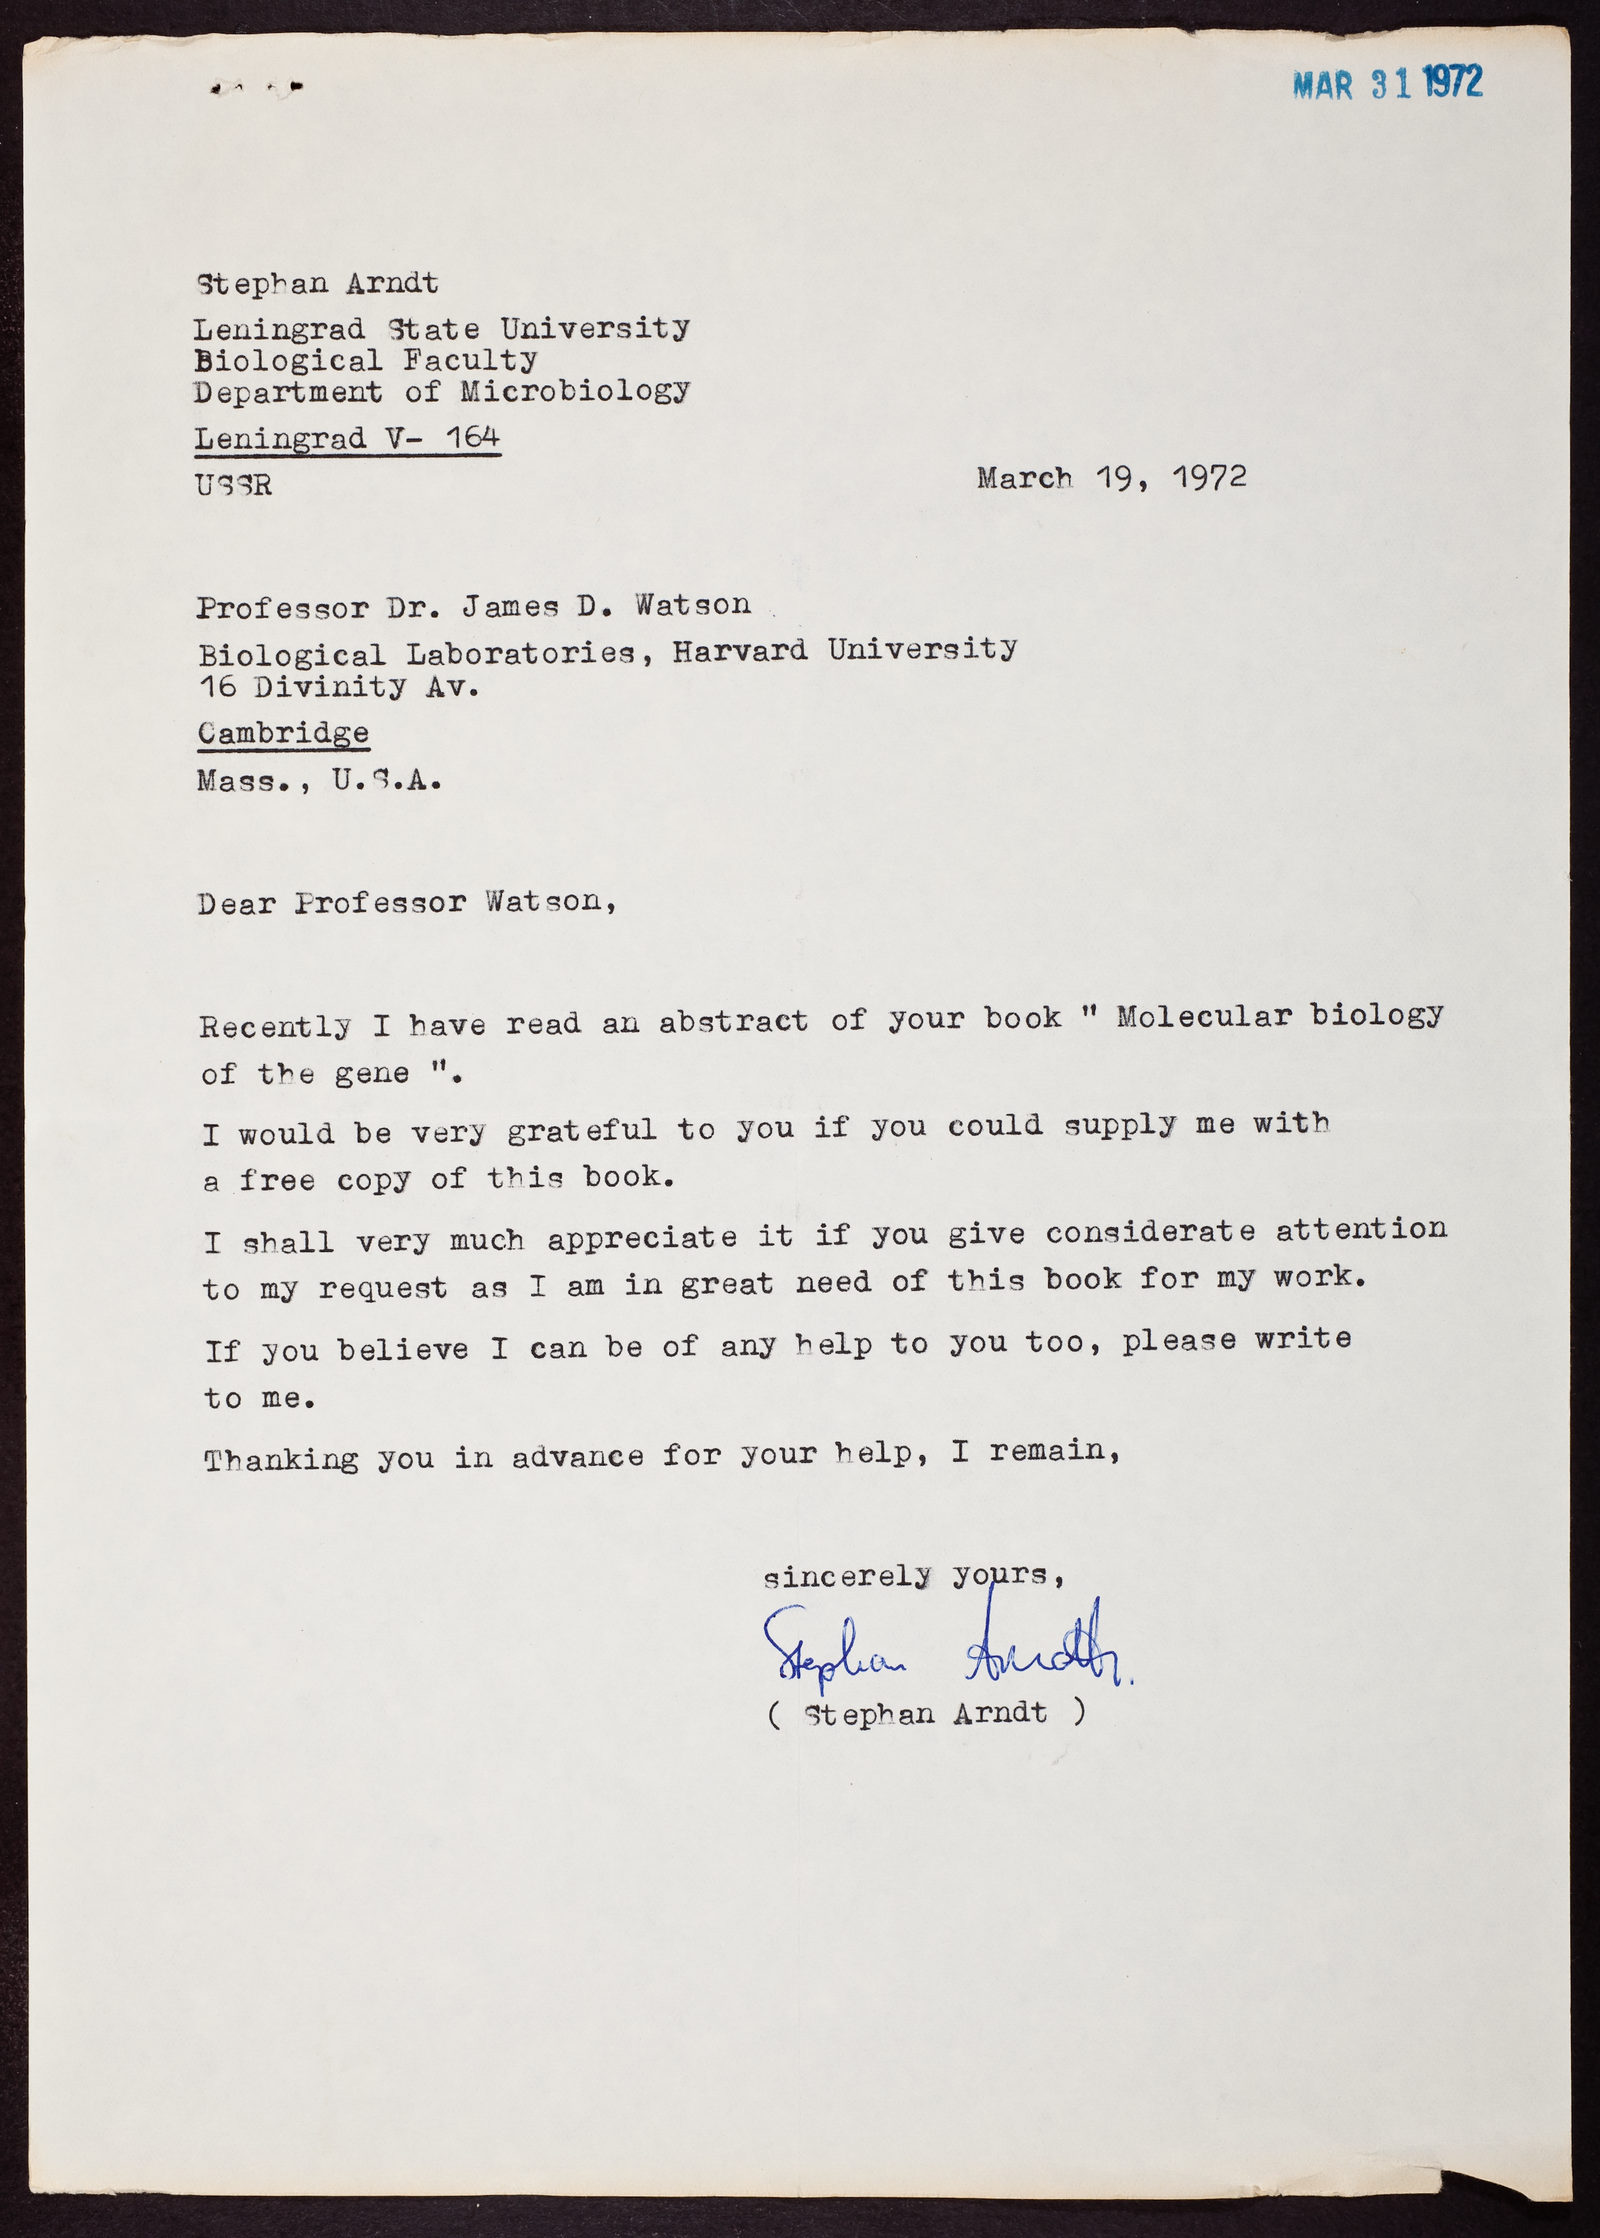 MAR 31 1972
Stephan Arndt
Leningrad State University
Biological Faculty
Department of Microbiology
Leningrad V- 164
USSR
March 19, 1972
Professor Dr. James D. Watson
Biological Laboratories, Harvard University
16 Divinity Av.
Cambridge
Mass., U.S.A.
Dear Professor Watson,
Recently I have read an abstract of your book " Molecular biology
of the gene ".
I would be very grateful to you if you could supply me with
a free copy of this book.
I shall very much appreciate it if you give considerate attention
to my request as I am in great need of this book for my work.
If you believe I can be of any help to you too, please write
to me.
Thanking you in advance for your help, I remain,
sincerely yours,
Stephan Arndt.
( Stephan Arndt )